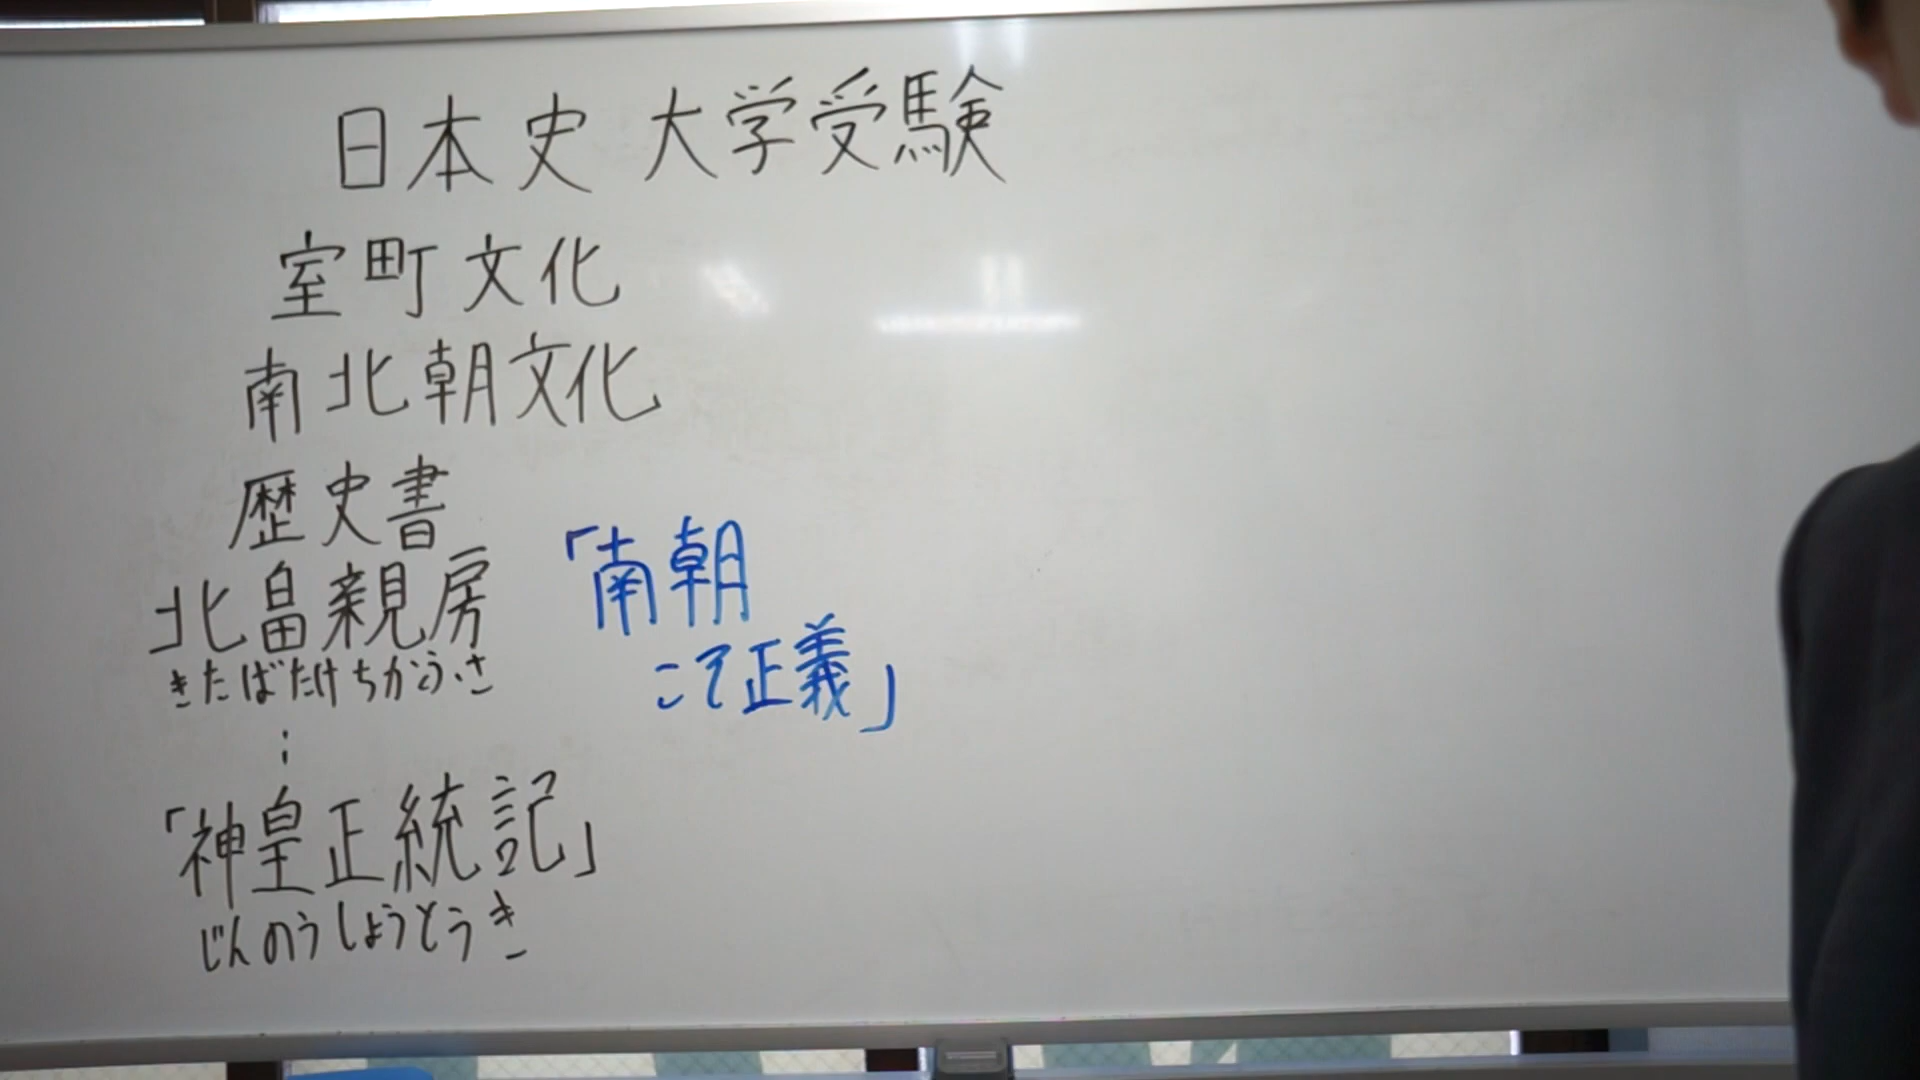 日本史 大学受験
室町文化
南北朝文化
歴史書
北畠親房
きたばたけちかふさ
「南朝
こそ正義」
「神皇正統記」
じんのうしょうとうき